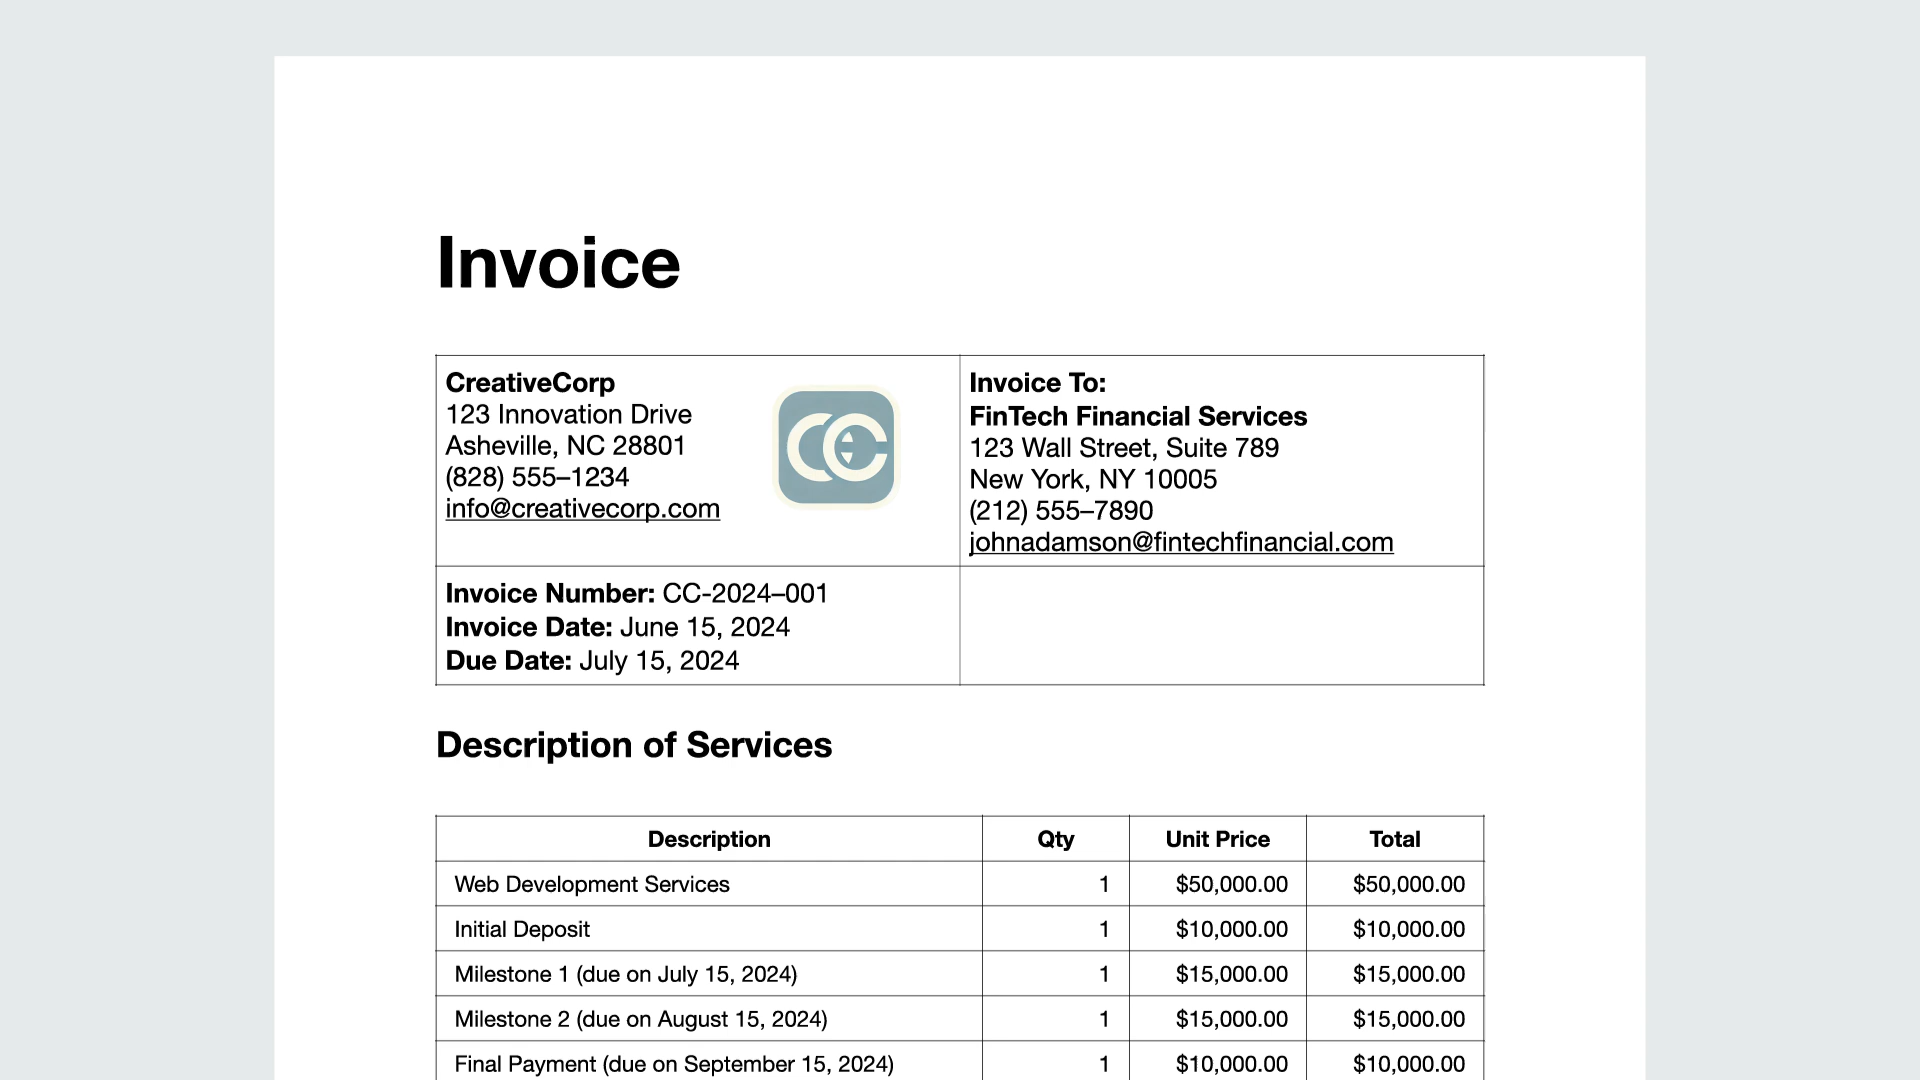 Invoice
CreativeCorp
123 Innovation Drive
Asheville, NC 28801
(828) 555–1234
info@creativecorp.com
CC
Invoice To:
FinTech Financial Services
123 Wall Street, Suite 789
New York, NY 10005
(212) 555–7890
johnadamson@fintechfinancial.com
Invoice Number: CC-2024–001
Invoice Date: June 15, 2024
Due Date: July 15, 2024
Description of Services
Description Qty Unit Price Total
Web Development Services 1 $50,000.00 $50,000.00
Initial Deposit 1 $10,000.00 $10,000.00
Milestone 1 (due on July 15, 2024) 1 $15,000.00 $15,000.00
Milestone 2 (due on August 15, 2024) 1 $15,000.00 $15,000.00
Final Payment (due on September 15, 2024) 1 $10,000.00 $10,000.00